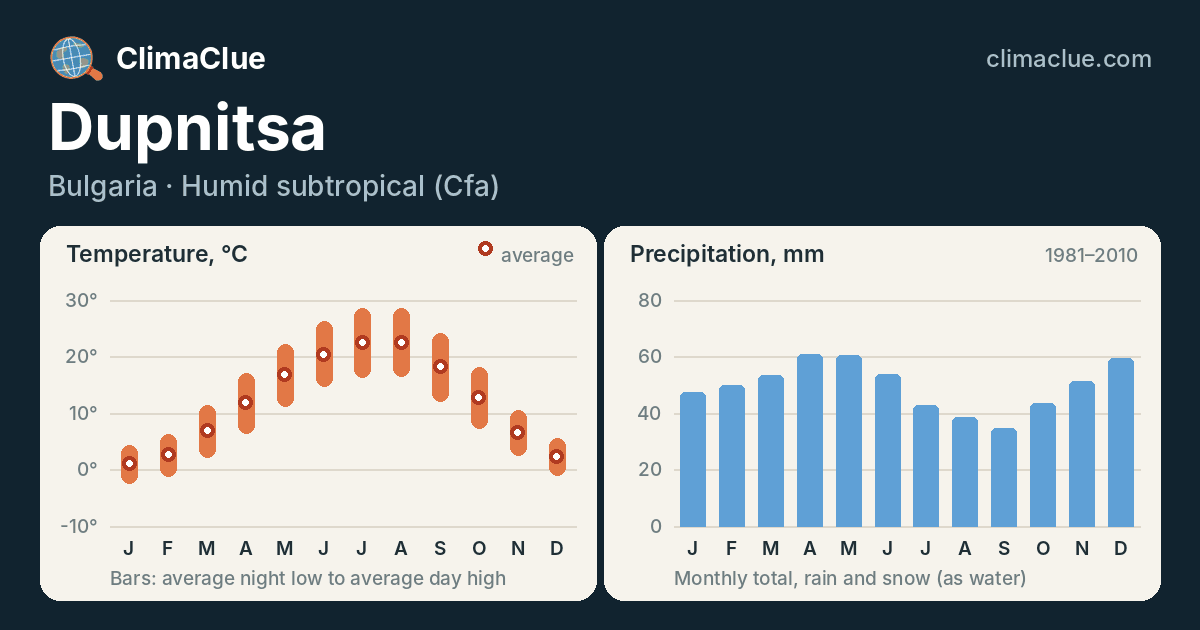 ClimaClue
climaclue.com
Dupnitsa
Bulgaria · Humid subtropical (Cfa)
Temperature, °C
average
30°
20°
10°
0°
-10°
J F M A M J J A S O N D
Bars: average night low to average day high
Precipitation, mm
1981–2010
80
60
40
20
0
J F M A M J J A S O N D
Monthly total, rain and snow (as water)